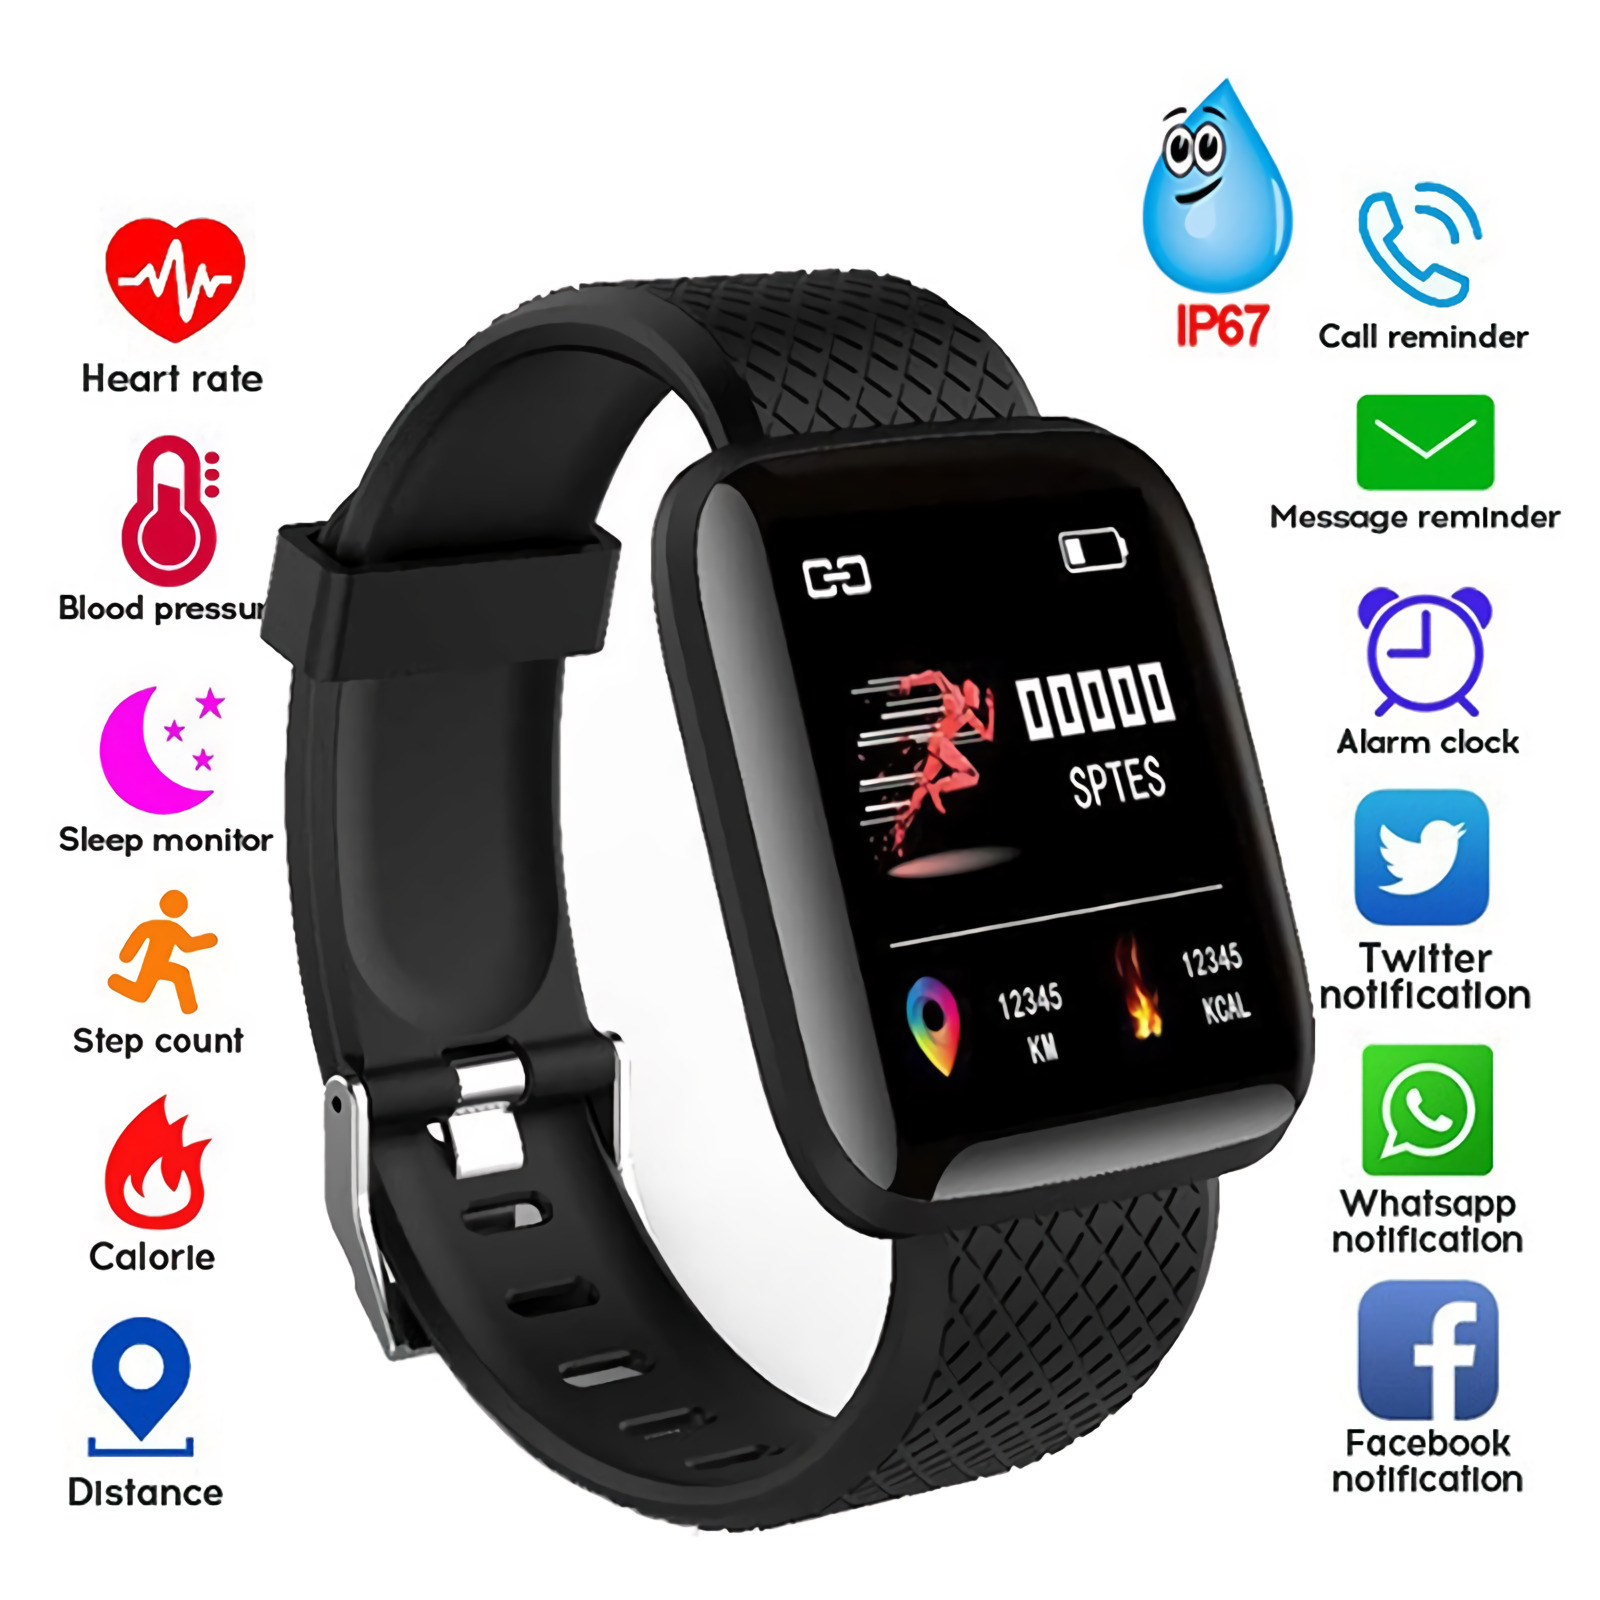 Heart rate
Blood pressur
Sleep monitor
Step count
Calorie
Distance
00000
SPTES
12345
KM
12345
KCAL
IP67
Call reminder
Message reminder
Alarm clock
Twitter
notification
Whatsapp
notification
Facebook
notification